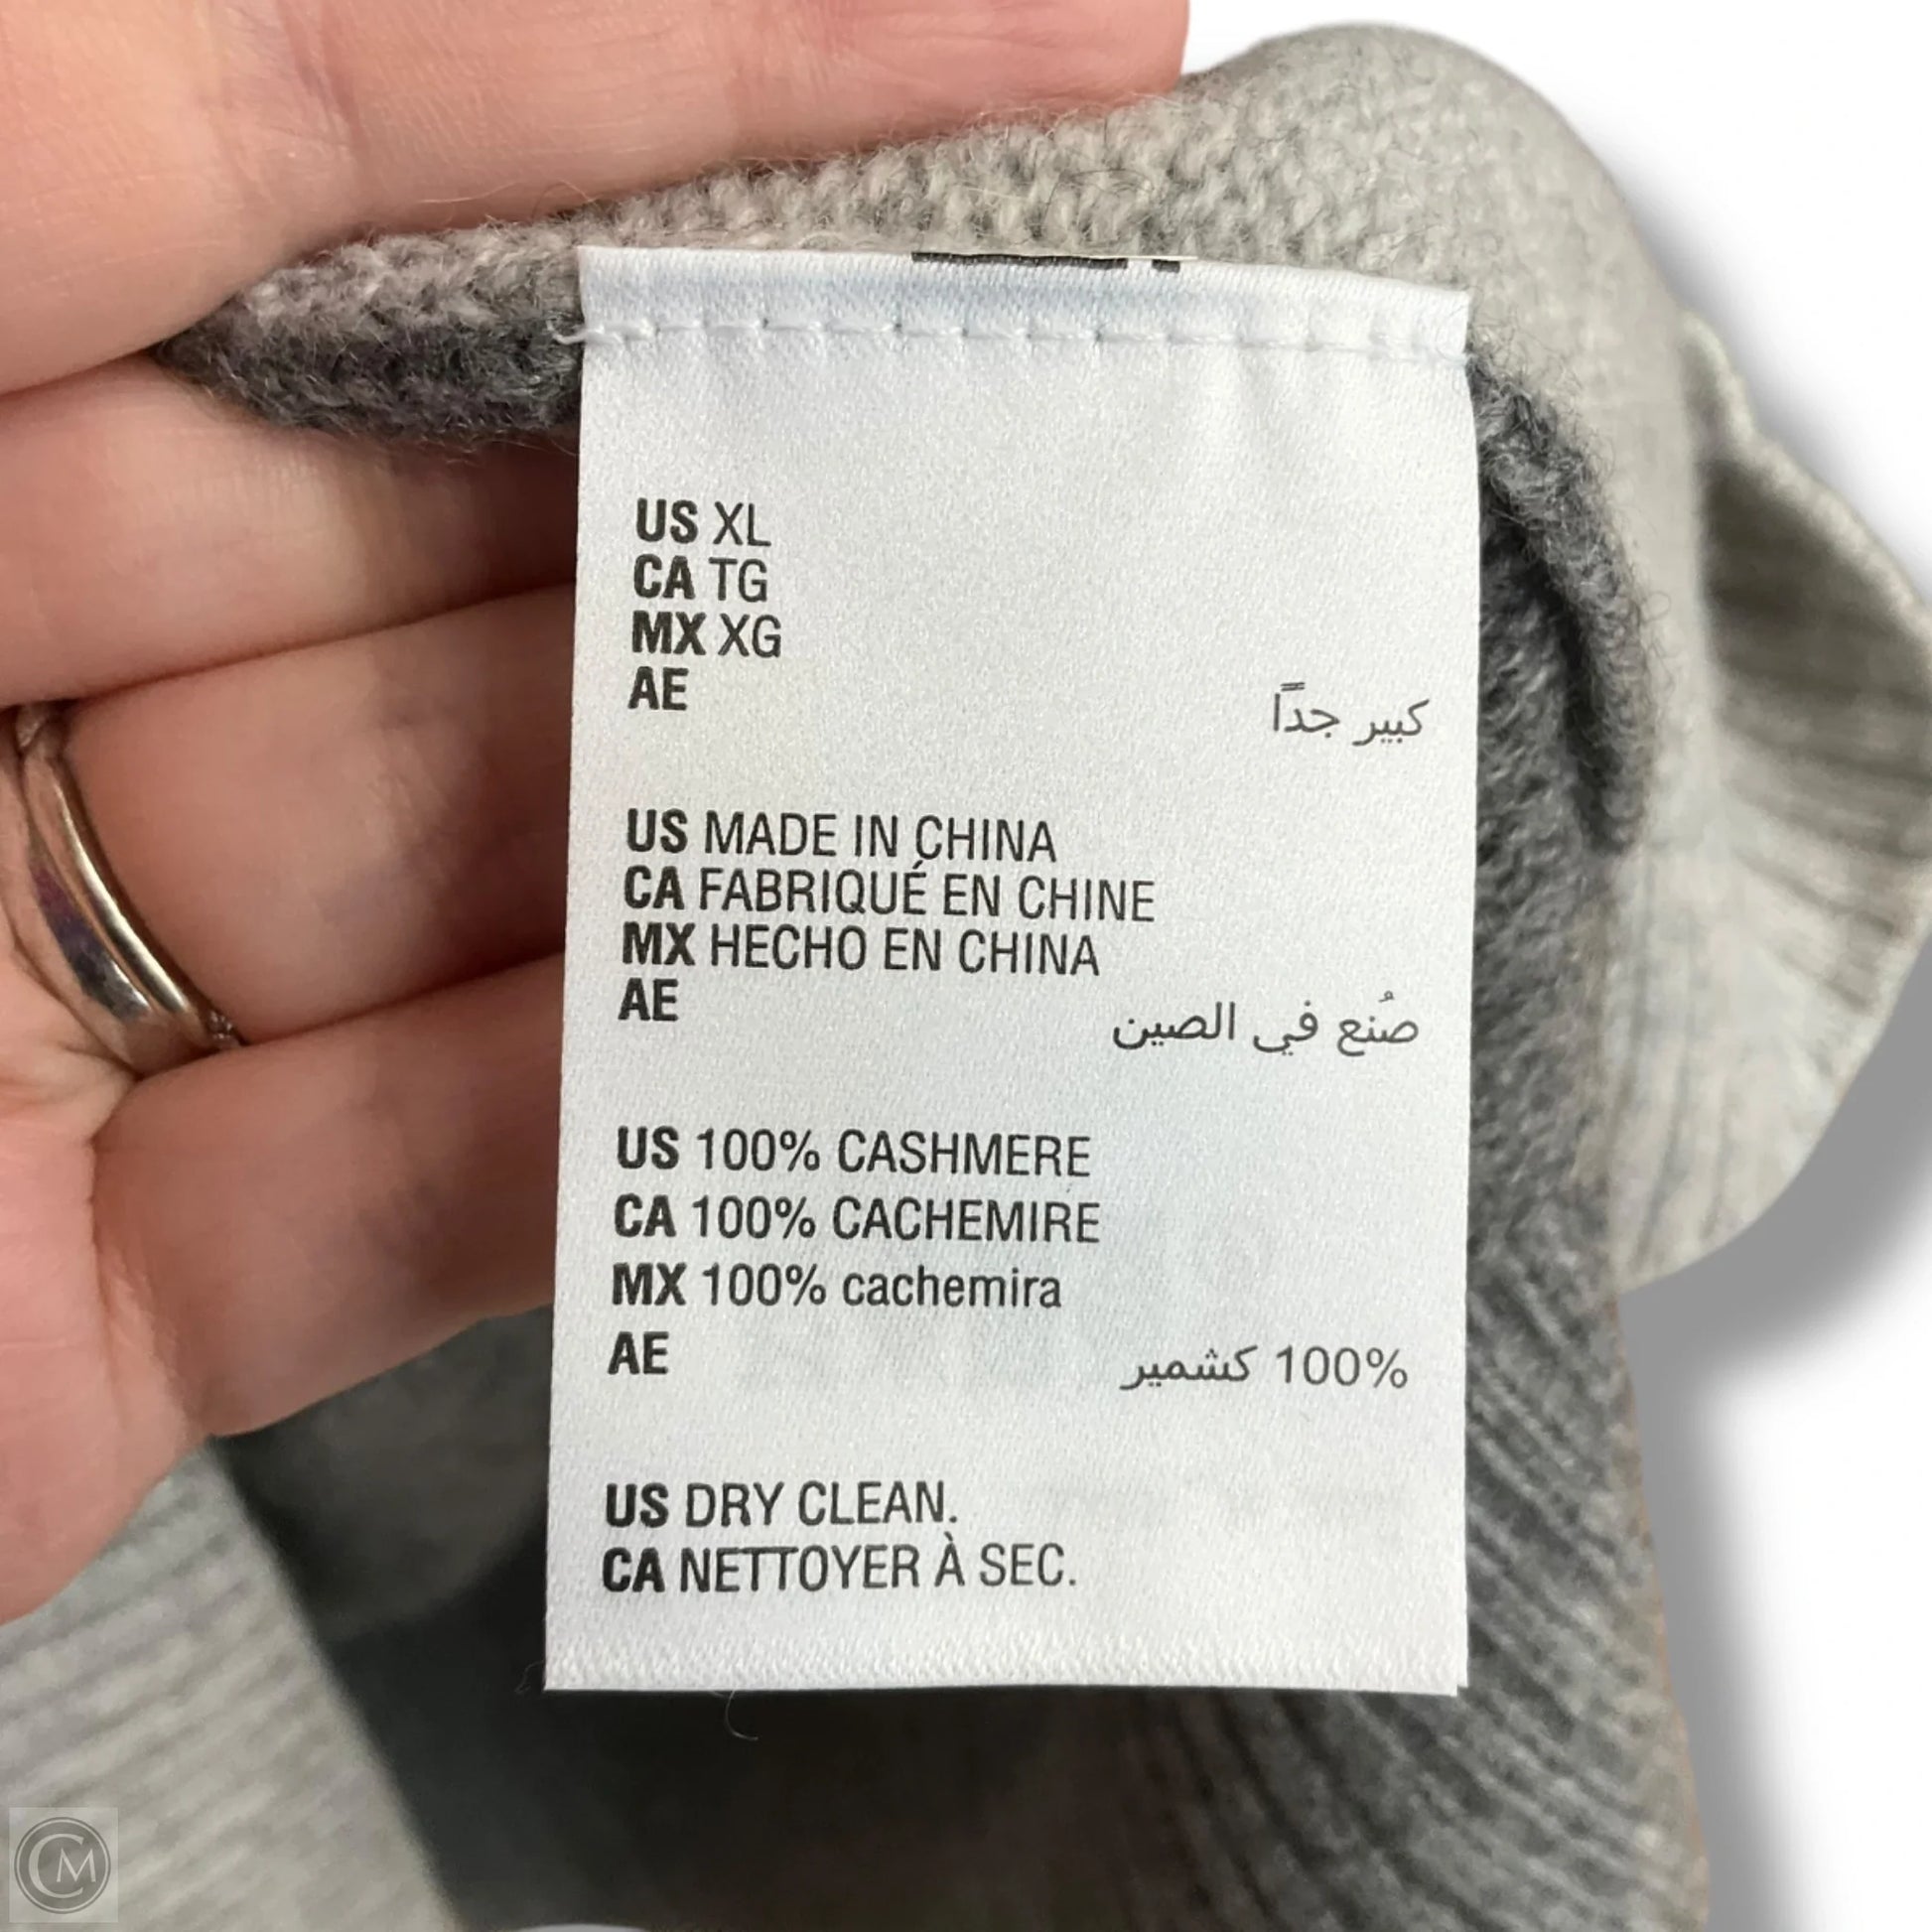 US XL
CA TG
MX XG
AE
كبير جداً
US MADE IN CHINA
CA FABRIQUÉ EN CHINE
MX HECHO EN CHINA
AE
صُنع في الصين
US 100% CASHMERE
CA 100% CACHEMIRE
MX 100% cachemira
AE
100% كشمير
US DRY CLEAN.
CA NETTOYER À SEC.
CM